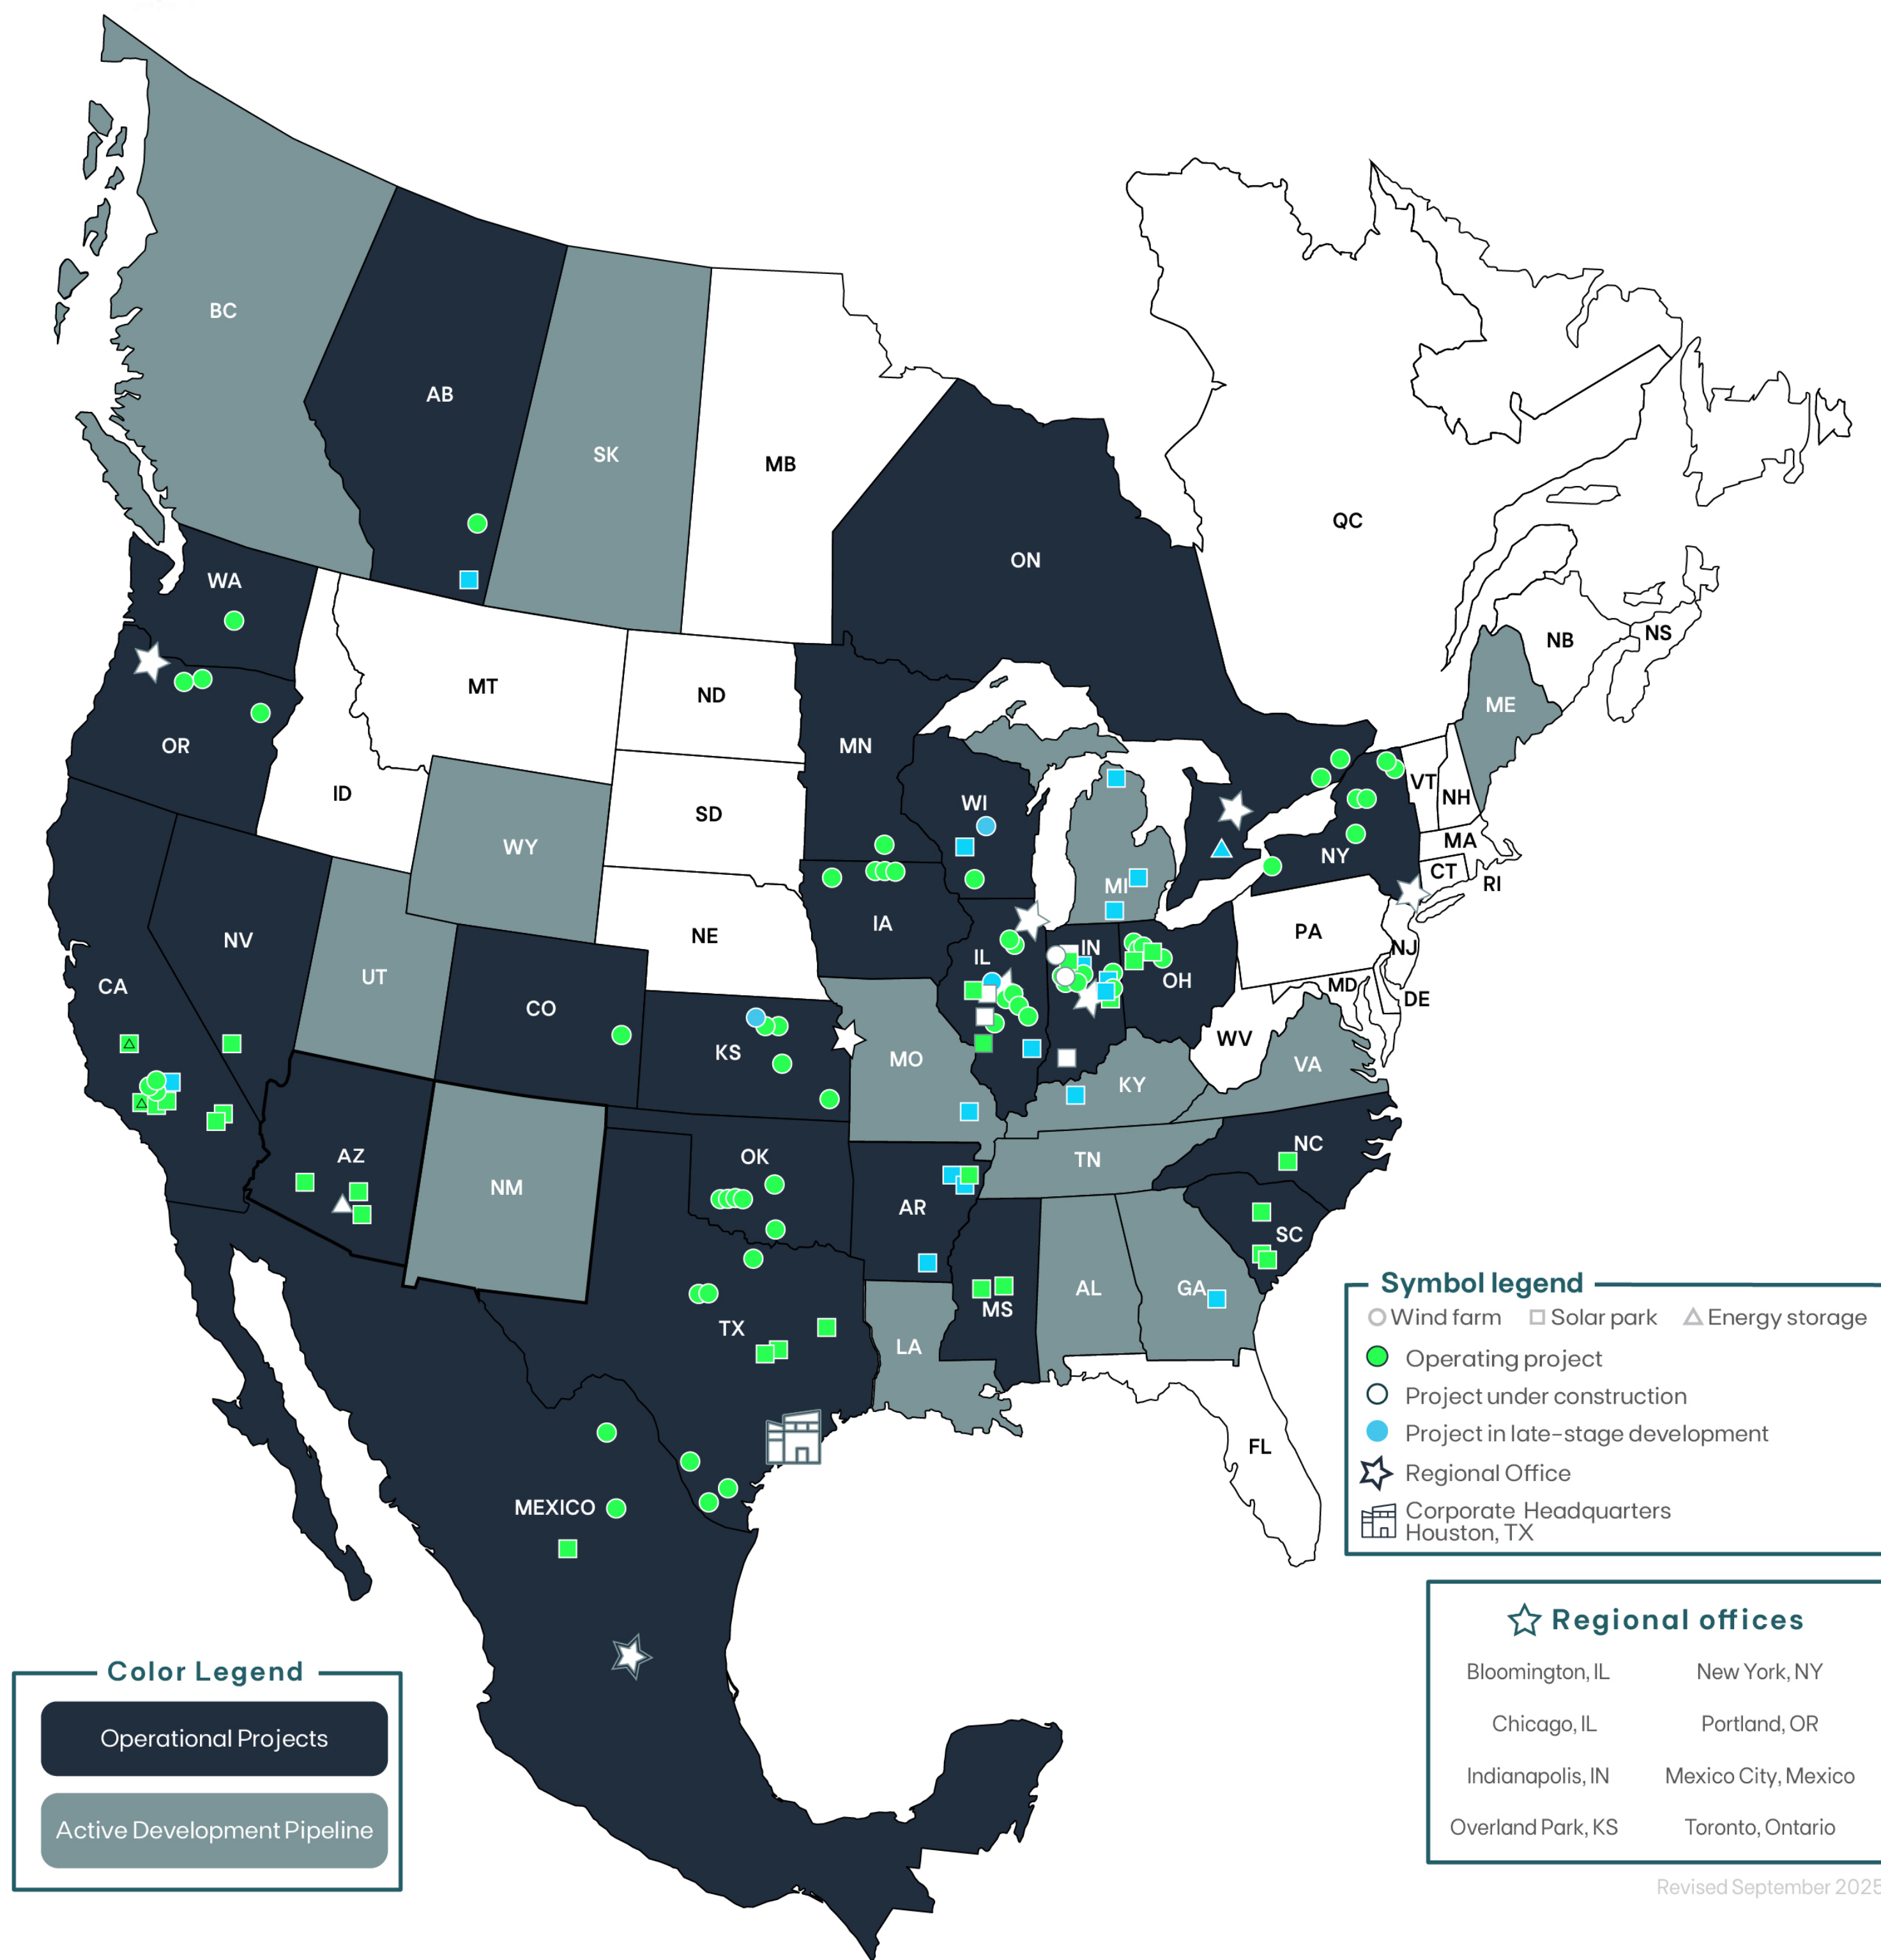 BC
AB
SK
MB
ON
QC
WA
NB
NS
MT
ND
ME
OR
MN
ID
SD
WI
VT
NH
WY
MA
NY
CT
RI
MI
IA
PA
NE
NV
IL
IN
NJ
UT
OH
CA
MD
DE
CO
WV
KS
MO
VA
KY
NC
AZ
OK
TN
NM
AR
SC
AL
GA
MS
TX
LA
FL
MEXICO
Symbol legend
Wind farm
Solar park
Energy storage
Operating project
Project under construction
Project in late-stage development
Regional Office
Corporate Headquarters
Houston, TX
Regional offices
Bloomington, IL
New York, NY
Chicago, IL
Portland, OR
Indianapolis, IN
Mexico City, Mexico
Overland Park, KS
Toronto, Ontario
Color Legend
Operational Projects
Active Development Pipeline
Revised September 2025